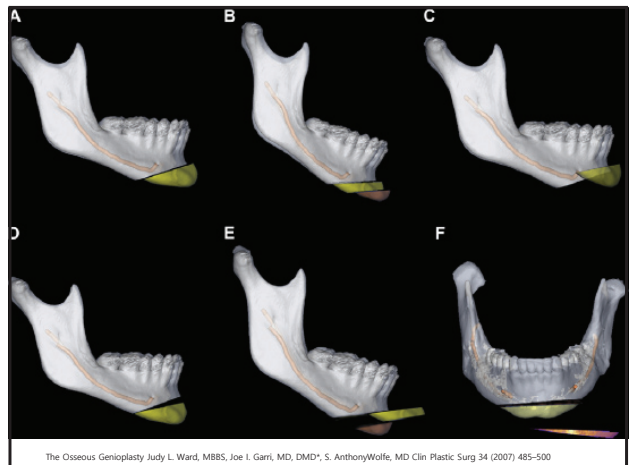 A
B
C
D
E
F
The Osseous Genioplasty Judy L. Ward, MBBS, Joe I. Garri, MD, DMD*, S. AnthonyWolfe, MD Clin Plastic Surg 34 (2007) 485–500